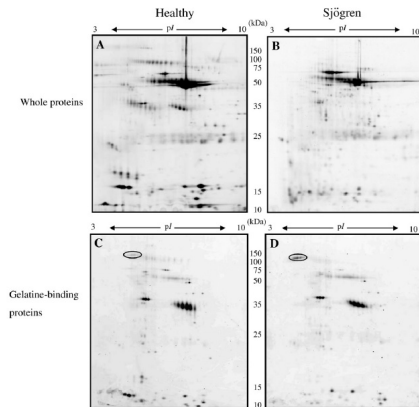 Healthy Sjögren
3 pI 10 (kDa) 3 pI 10
A B
150
100
75
50
35
25
15
10
Whole proteins
3 pI 10 (kDa) 3 pI 10
C D
150
100
75
50
35
25
15
10
Gelatine-binding
proteins